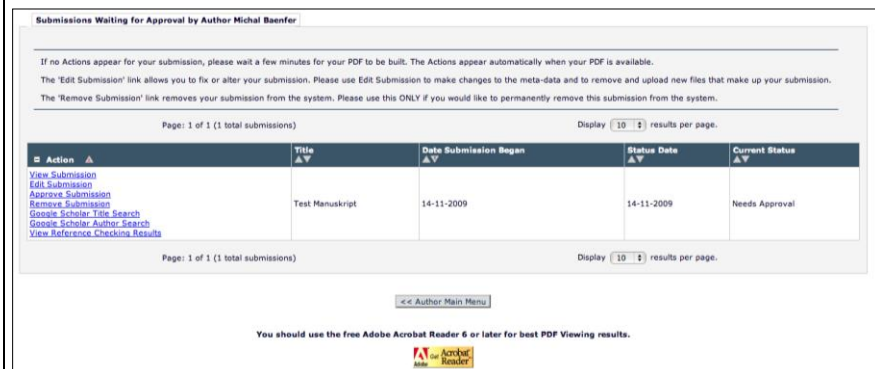 Submissions Waiting for Approval by Author Michal Baenfer
If no Actions appear for your submission, please wait a few minutes for your PDF to be built. The Actions appear automatically when your PDF is available.
The 'Edit Submission' link allows you to fix or alter your submission. Please use Edit Submission to make changes to the meta-data and to remove and upload new files that make up your submission.
The 'Remove Submission' link removes your submission from the system. Please use this ONLY if you would like to permanently remove this submission from the system.
Page: 1 of 1 (1 total submissions) Display 10 results per page.
Action Title Date Submission Began Status Date Current Status
View Submission
Edit Submission
Approve Submission
Remove Submission
Google Scholar Title Search
Google Scholar Author Search
View Reference Checking Results
Test Manuskript 14-11-2009 14-11-2009 Needs Approval
Page: 1 of 1 (1 total submissions) Display 10 results per page.
<< Author Main Menu
You should use the free Adobe Acrobat Reader 6 or later for best PDF Viewing results.
Adobe Get Acrobat Reader